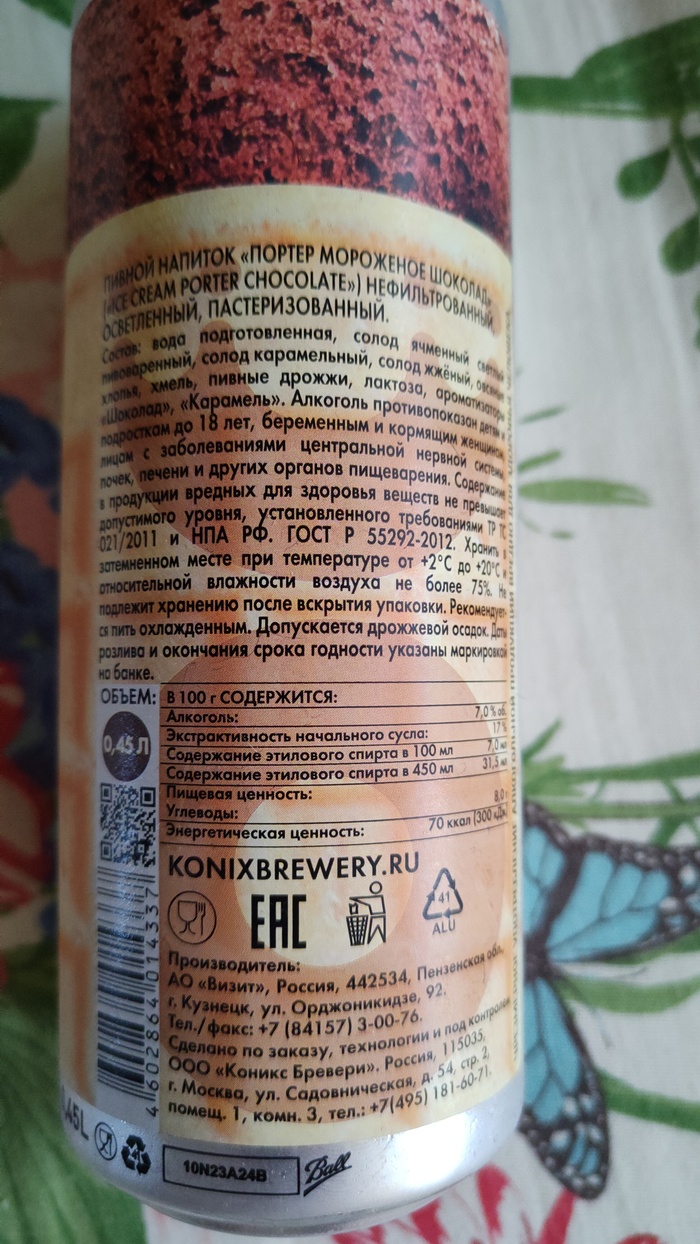 ПИВНОЙ НАПИТОК «ПОРТЕР МОРОЖЕНОЕ ШОКОЛАД»
(«ICE CREAM PORTER CHOCOLATE») НЕФИЛЬТРОВАННЫЙ,
ОСВЕТЛЕННЫЙ, ПАСТЕРИЗОВАННЫЙ.
Состав: вода подготовленная, солод ячменный светлый
пивоваренный, солод карамельный, солод жжёный, овсяные
хлопья, хмель, пивные дрожжи, лактоза, ароматизаторы
«Шоколад», «Карамель». Алкоголь противопоказан детям и
подросткам до 18 лет, беременным и кормящим женщинам,
лицам с заболеваниями центральной нервной системы,
почек, печени и других органов пищеварения. Содержание
в продукции вредных для здоровья веществ не превышает
допустимого уровня, установленного требованиями ТР ТС
021/2011 и НПА РФ. ГОСТ Р 55292-2012. Хранить в
затемненном месте при температуре от +2°С до +20°С и
относительной влажности воздуха не более 75%. Не
подлежит хранению после вскрытия упаковки. Рекомендует-
ся пить охлажденным. Допускается дрожжевой осадок. Даты
розлива и окончания срока годности указаны маркировкой
на банке.
ОБЪЕМ:
0,45 Л
В 100 г СОДЕРЖИТСЯ:
Алкоголь: 7,0 % об.
Экстрактивность начального сусла: 17 %
Содержание этилового спирта в 100 мл 7,0 мл
Содержание этилового спирта в 450 мл 31,5 мл
Пищевая ценность:
Углеводы: 8,0 г
Энергетическая ценность: 70 ккал (300 кДж)
KONIXBREWERY.RU
EAC
41
ALU
Производитель:
АО «Визит», Россия, 442534, Пензенская обл.,
г. Кузнецк, ул. Орджоникидзе, 92.
Тел./факс: +7 (84157) 3-00-76.
Сделано по заказу, технологии и под контролем
ООО «Коникс Бревери». Россия, 115035,
г. Москва, ул. Садовническая, д. 54, стр. 2,
помещ. 1, комн. 3, тел.: +7(495) 181-60-71.
4 602864 014337
0,45L
10N23A24B
Ball